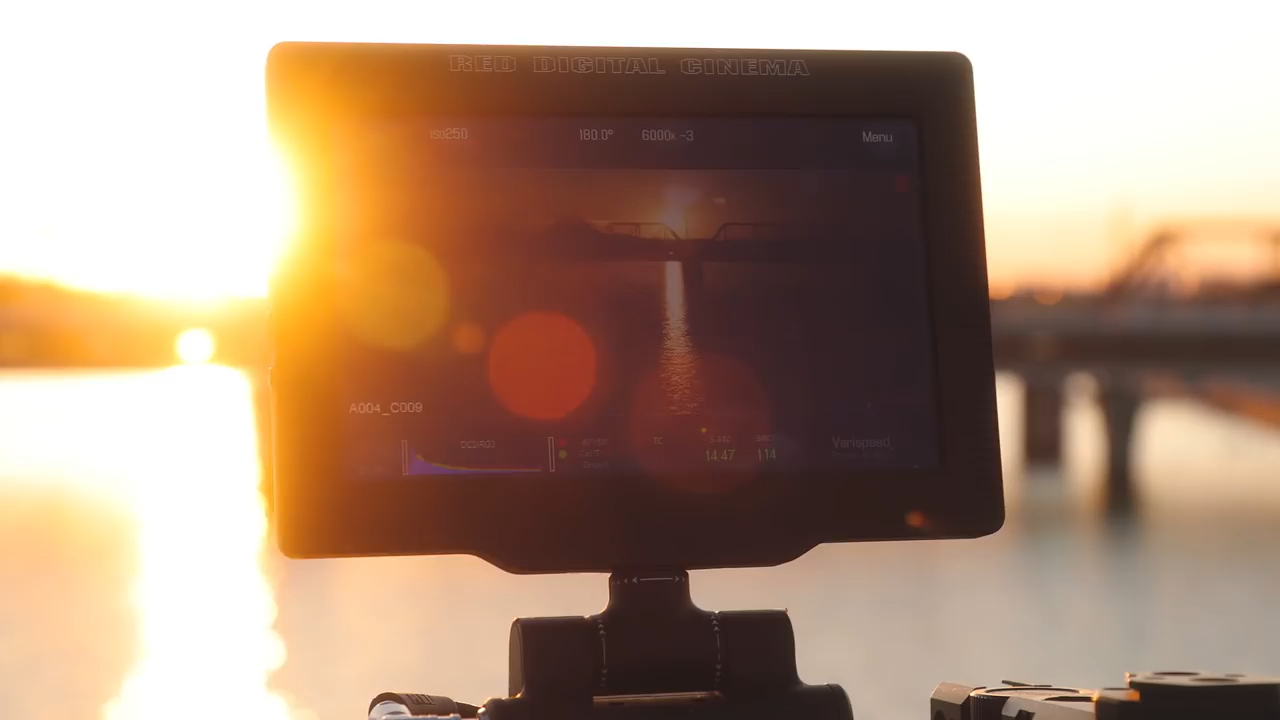 RED DIGITAL CINEMA
ISO250 180.0° 6000K -3 Menu
A004_C009
TC
14.47 114 Varispeed